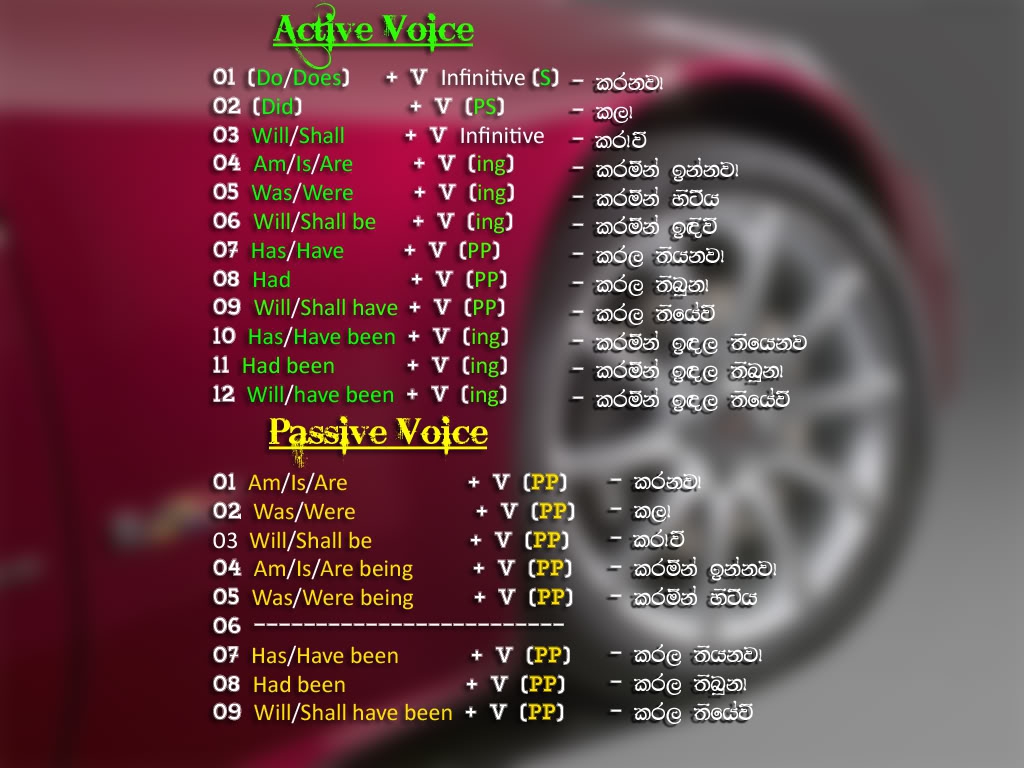 Active Voice
01 (Do/Does) + V Infinitive (S) – කරනවා
02 (Did) + V (PS) – කලා
03 Will/Shall + V Infinitive – කරාවි
04 Am/Is/Are + V (ing) – කරමින් ඉන්නවා
05 Was/Were + V (ing) – කරමින් හිටිය
06 Will/Shall be + V (ing) – කරමින් ඉඳිවි
07 Has/Have + V (PP) – කරල තියනවා
08 Had + V (PP) – කරල තිබුනා
09 Will/Shall have + V (PP) – කරල තියේවි
10 Has/Have been + V (ing) – කරමින් ඉඳල තියෙනව
11 Had been + V (ing) – කරමින් ඉඳල තිබුනා
12 Will/have been + V (ing) – කරමින් ඉඳල තියේවි
Passive Voice
01 Am/Is/Are + V (PP) – කරනවා
02 Was/Were + V (PP) – කලා
03 Will/Shall be + V (PP) – කරාවි
04 Am/Is/Are being + V (PP) – කරමින් ඉන්නවා
05 Was/Were being + V (PP) – කරමින් හිටිය
06 –––––––––––––––––––––––––
07 Has/Have been + V (PP) – කරල තියනවා
08 Had been + V (PP) – කරල තිබුනා
09 Will/Shall have been + V (PP) – කරල තියේවි